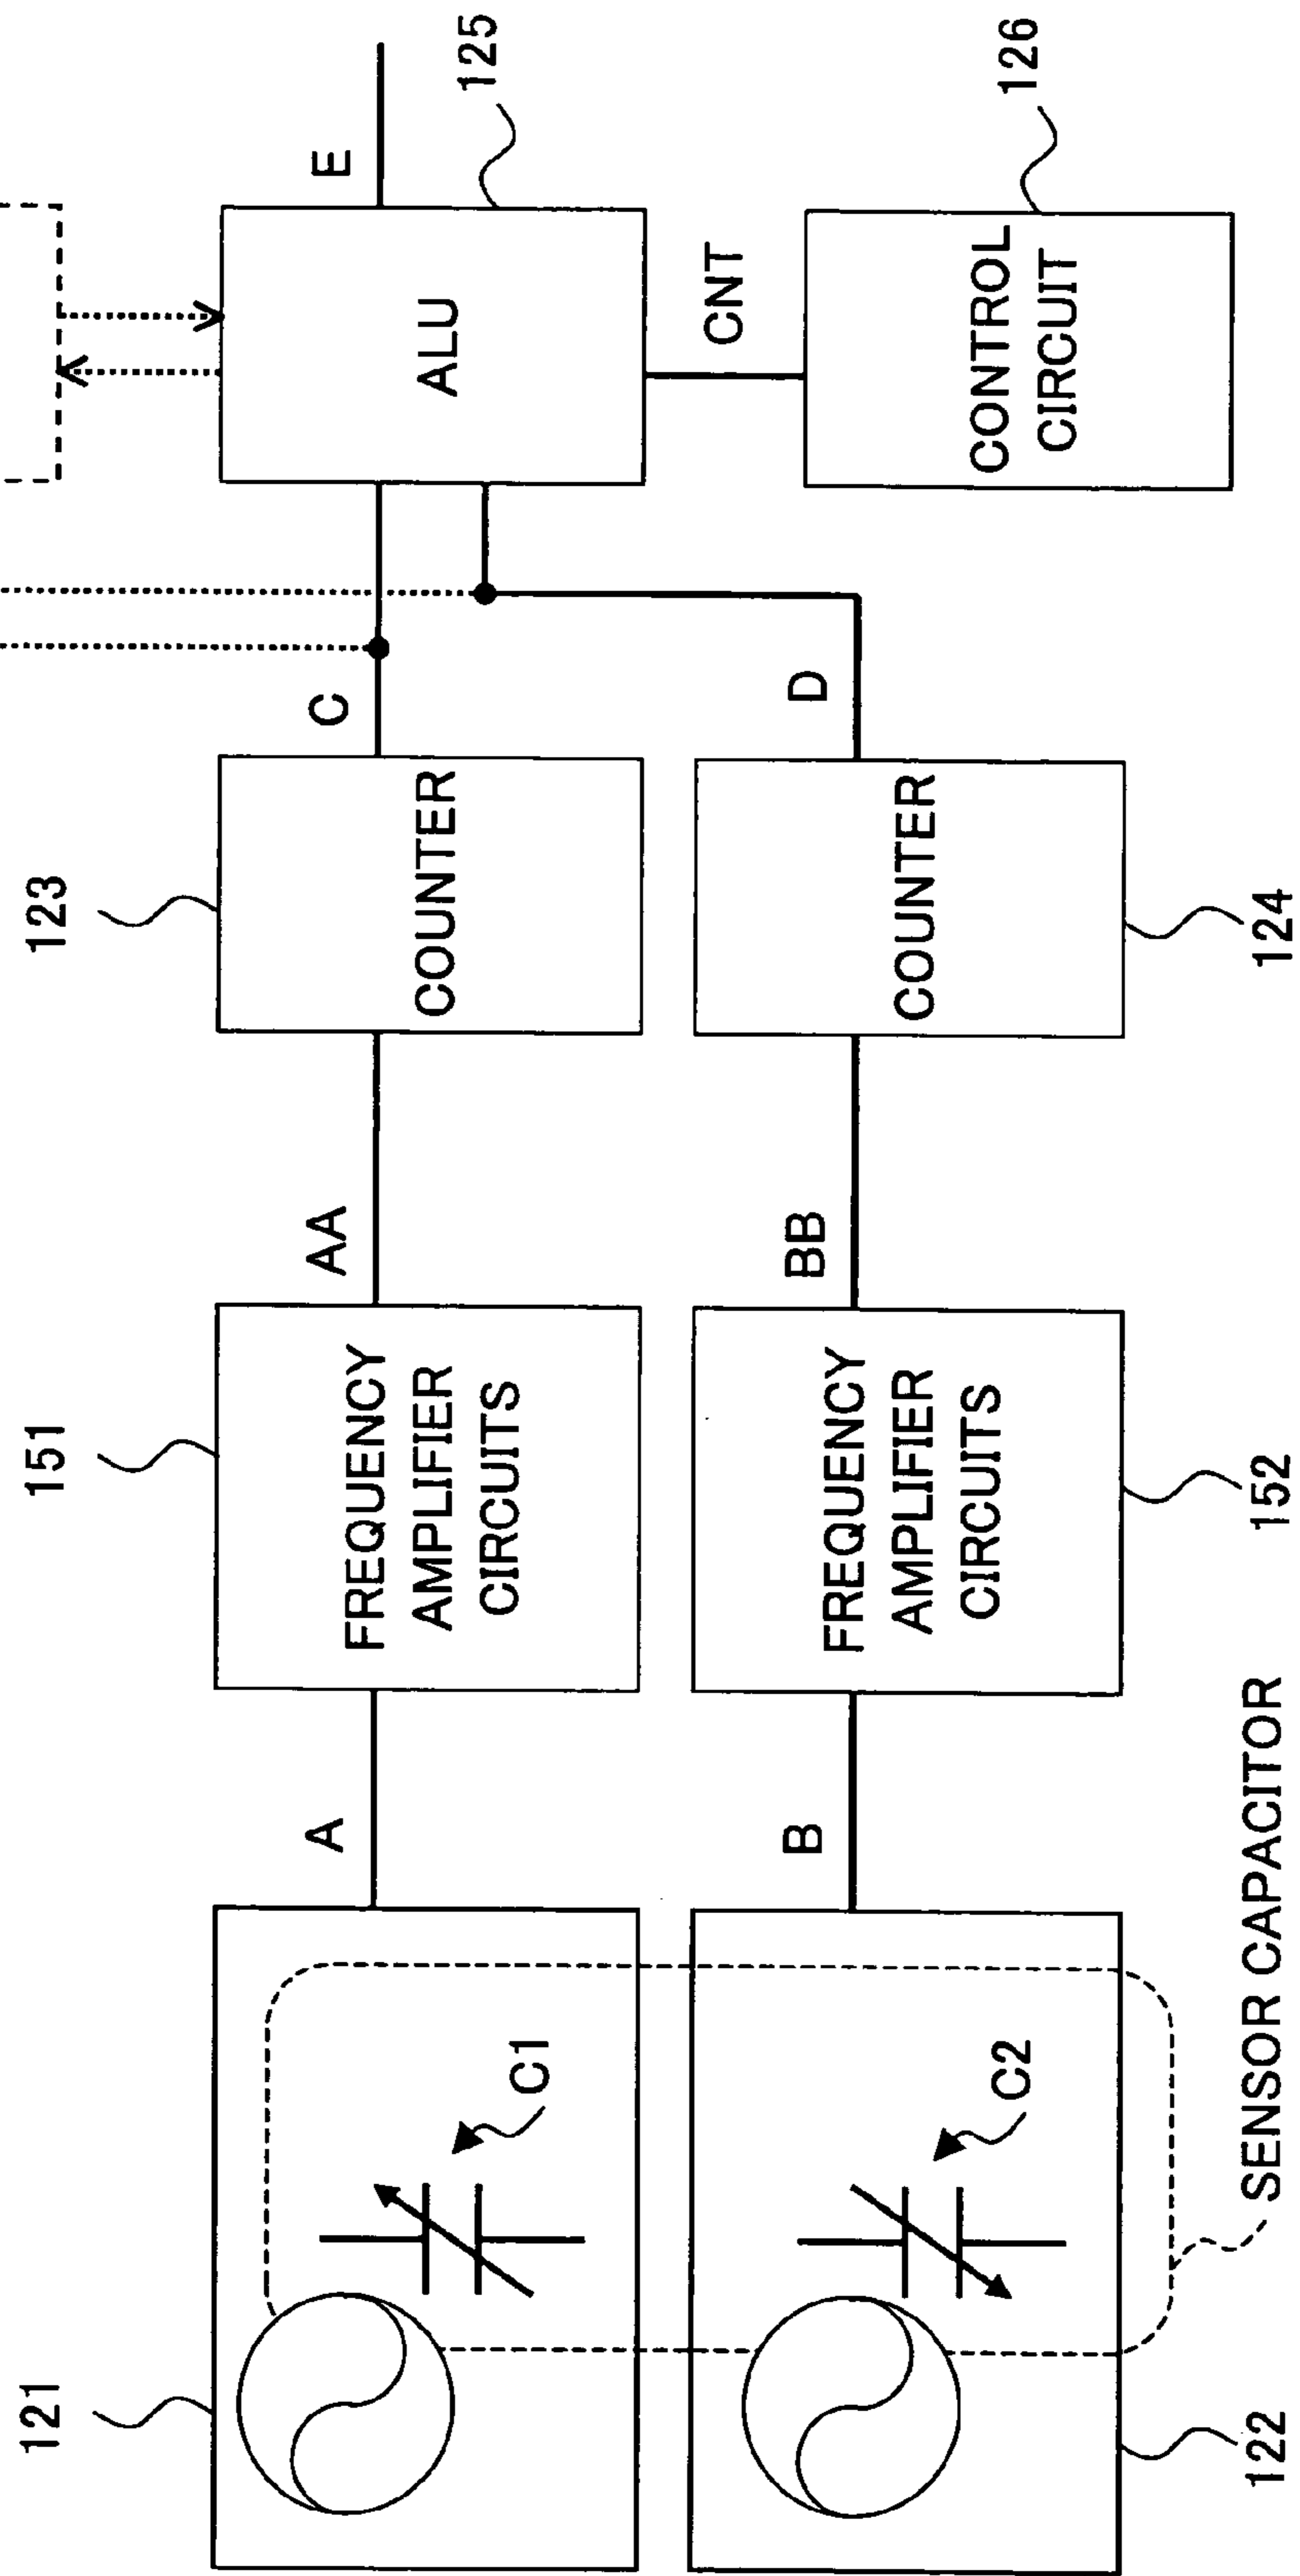 121
C1
A
151
FREQUENCY
AMPLIFIER
CIRCUITS
AA
123
COUNTER
C
ALU
E
125
CNT
CONTROL
CIRCUIT
126
122
C2
SENSOR CAPACITOR
B
152
FREQUENCY
AMPLIFIER
CIRCUITS
BB
124
COUNTER
D